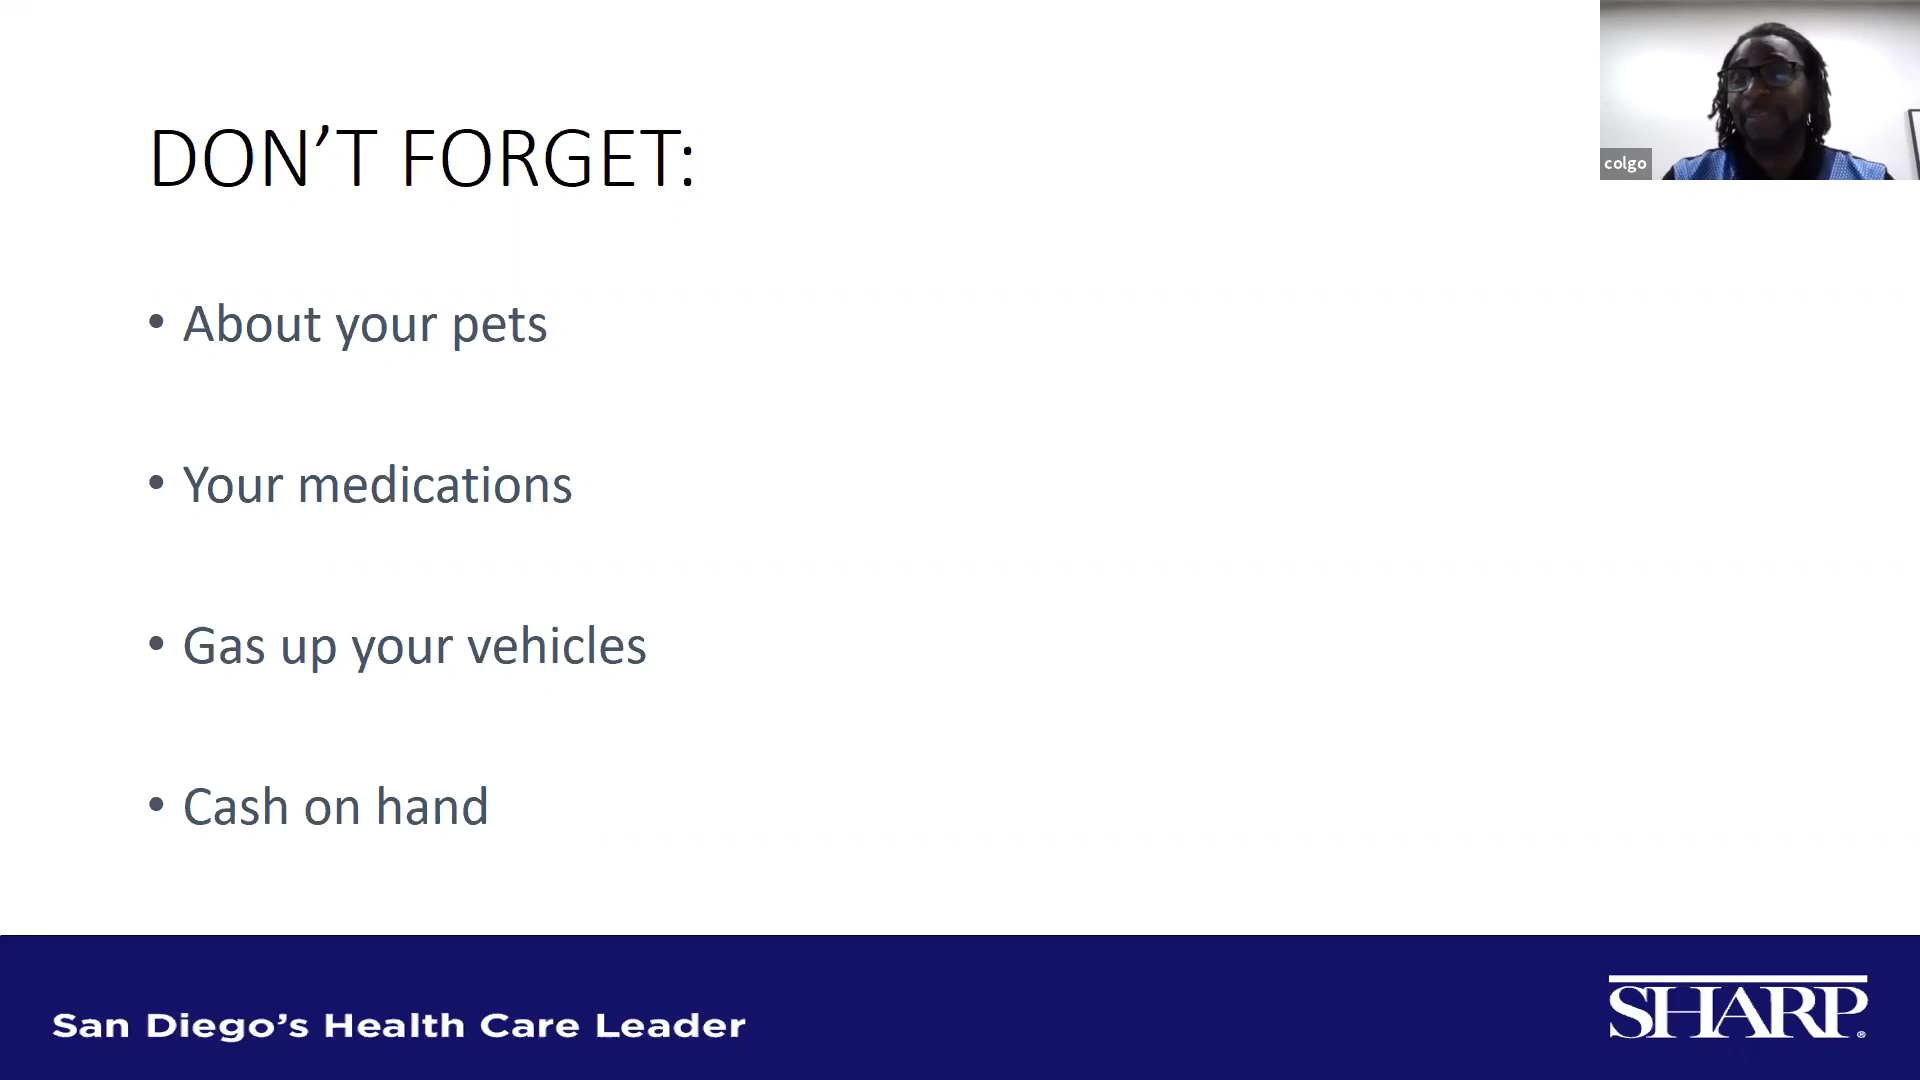 DON’T FORGET:
colgo
• About your pets
• Your medications
• Gas up your vehicles
• Cash on hand
San Diego’s Health Care Leader
SHARP®